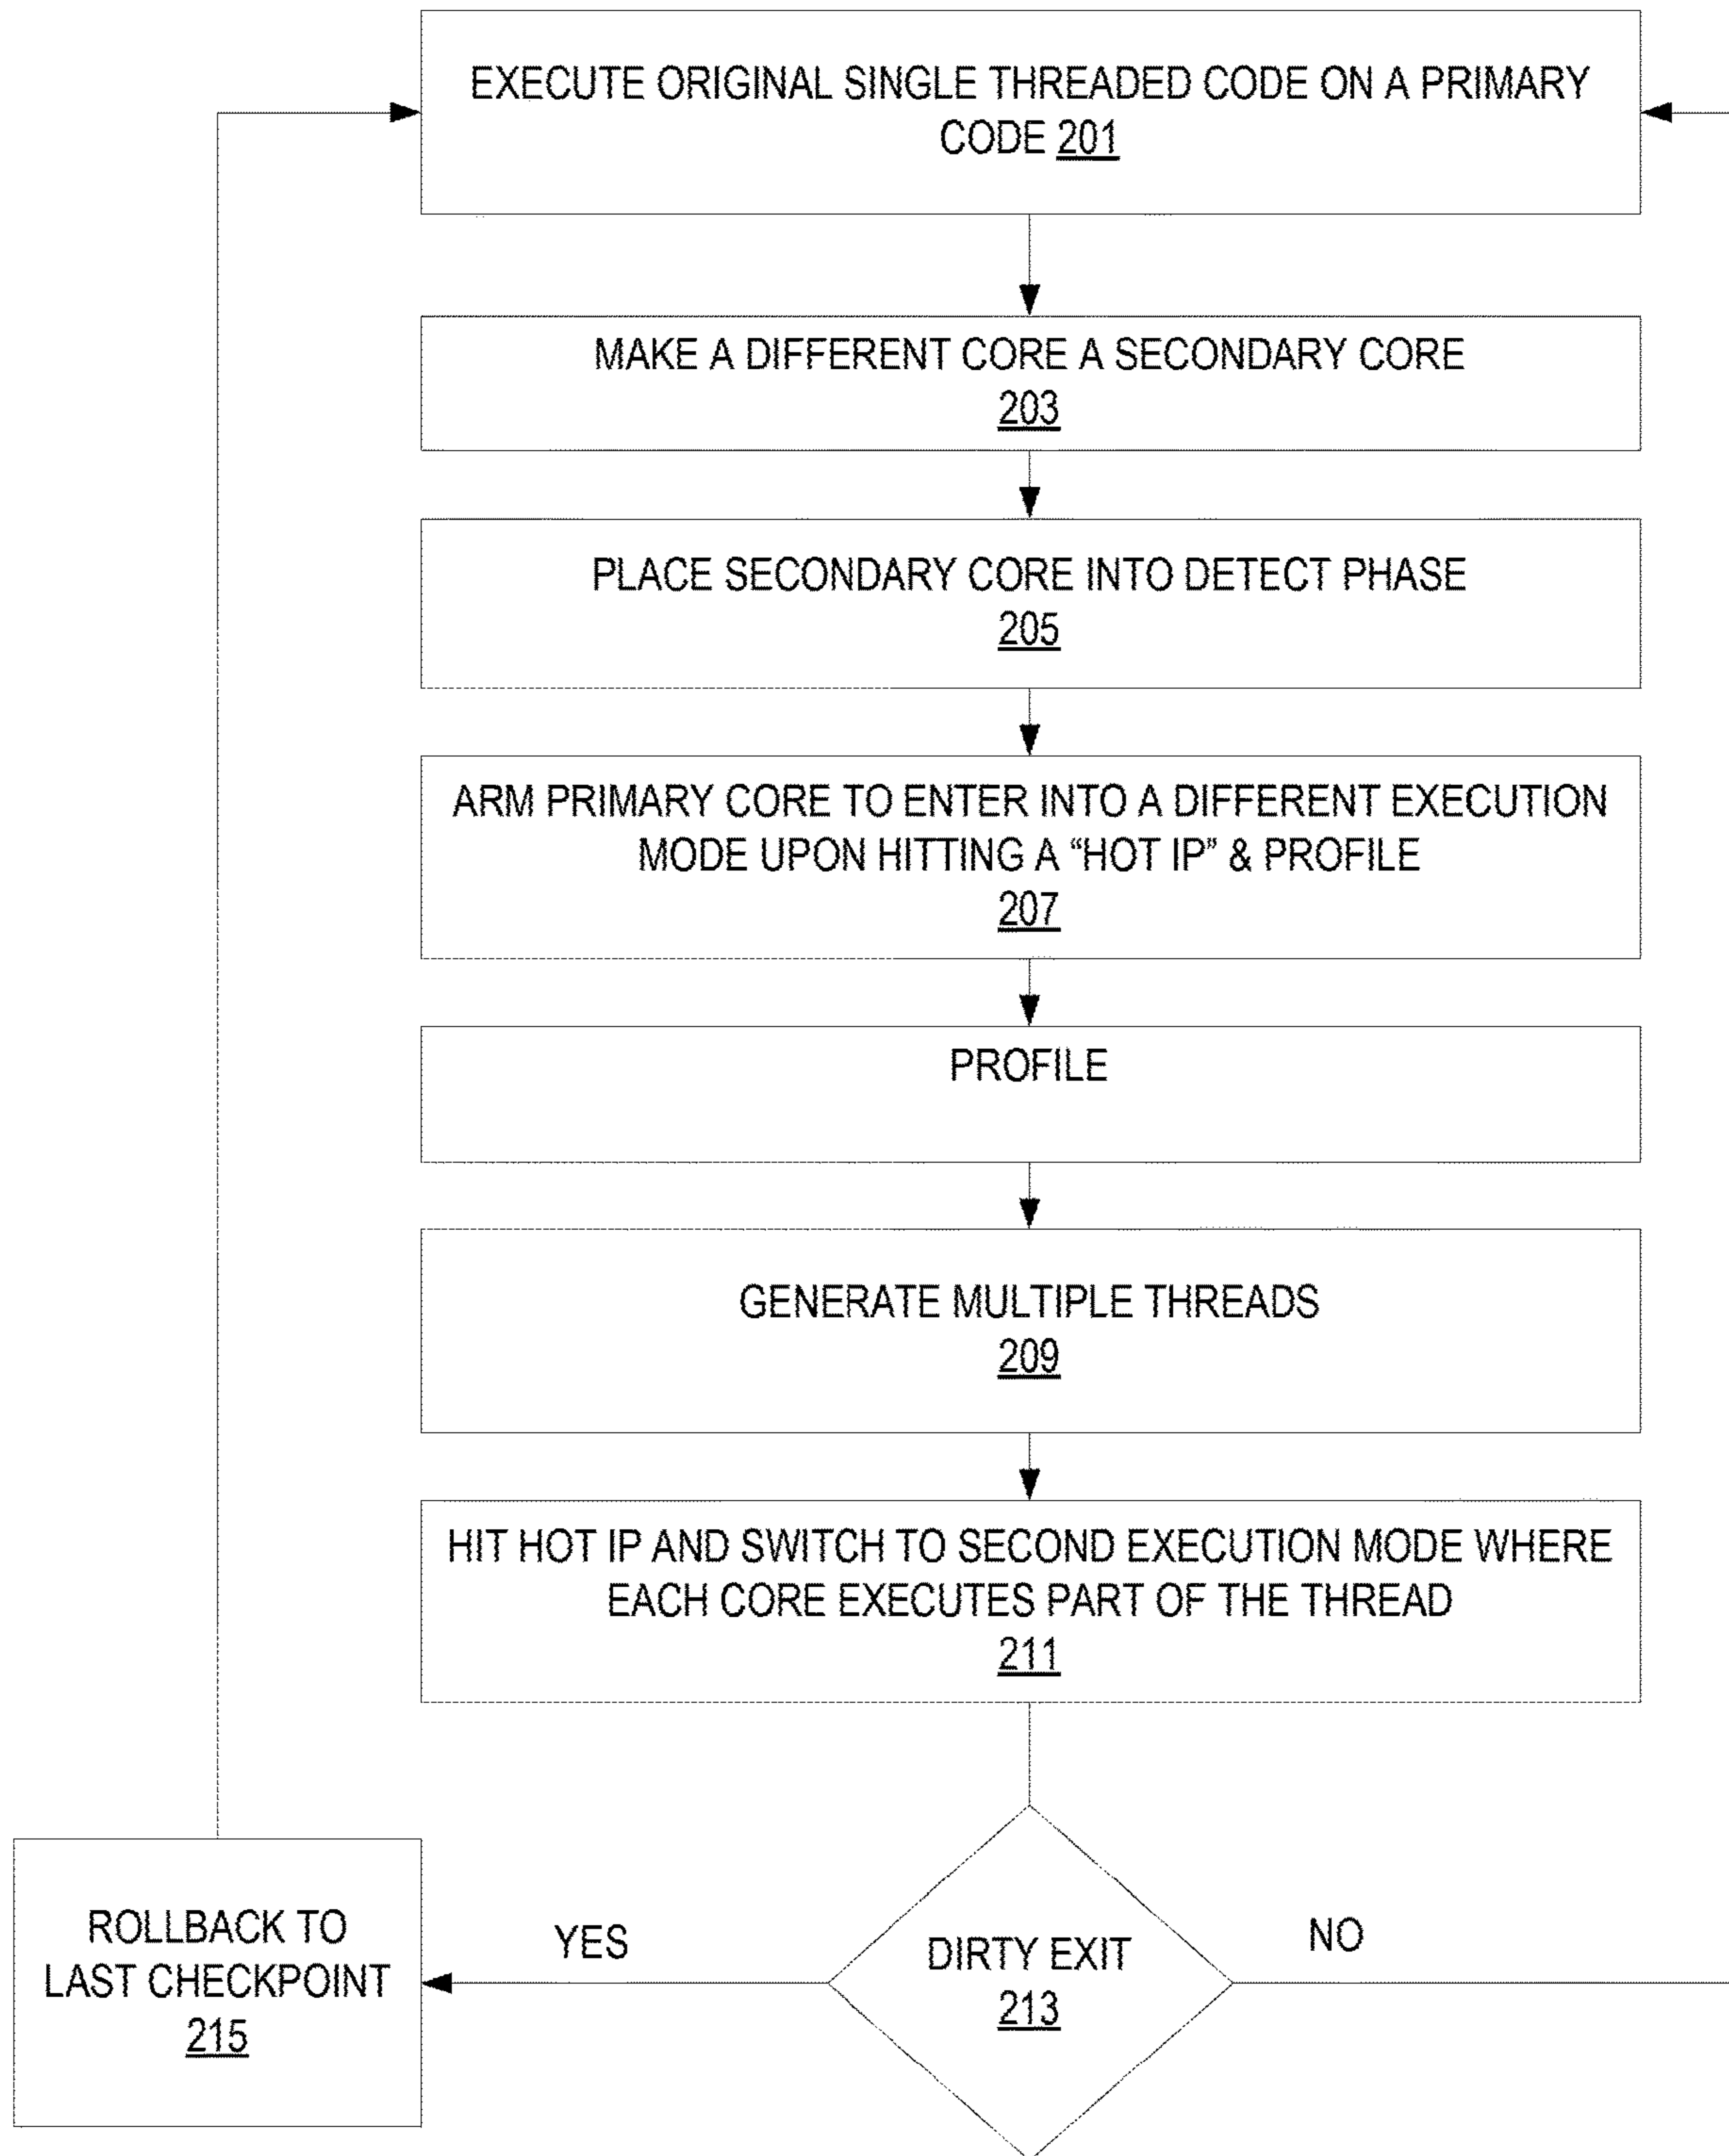 EXECUTE ORIGINAL SINGLE THREADED CODE ON A PRIMARY
CODE 201
MAKE A DIFFERENT CORE A SECONDARY CORE
203
PLACE SECONDARY CORE INTO DETECT PHASE
205
ARM PRIMARY CORE TO ENTER INTO A DIFFERENT EXECUTION
MODE UPON HITTING A “HOT IP” & PROFILE
207
PROFILE
GENERATE MULTIPLE THREADS
209
HIT HOT IP AND SWITCH TO SECOND EXECUTION MODE WHERE
EACH CORE EXECUTES PART OF THE THREAD
211
ROLLBACK TO
LAST CHECKPOINT
215
YES
DIRTY EXIT
213
NO